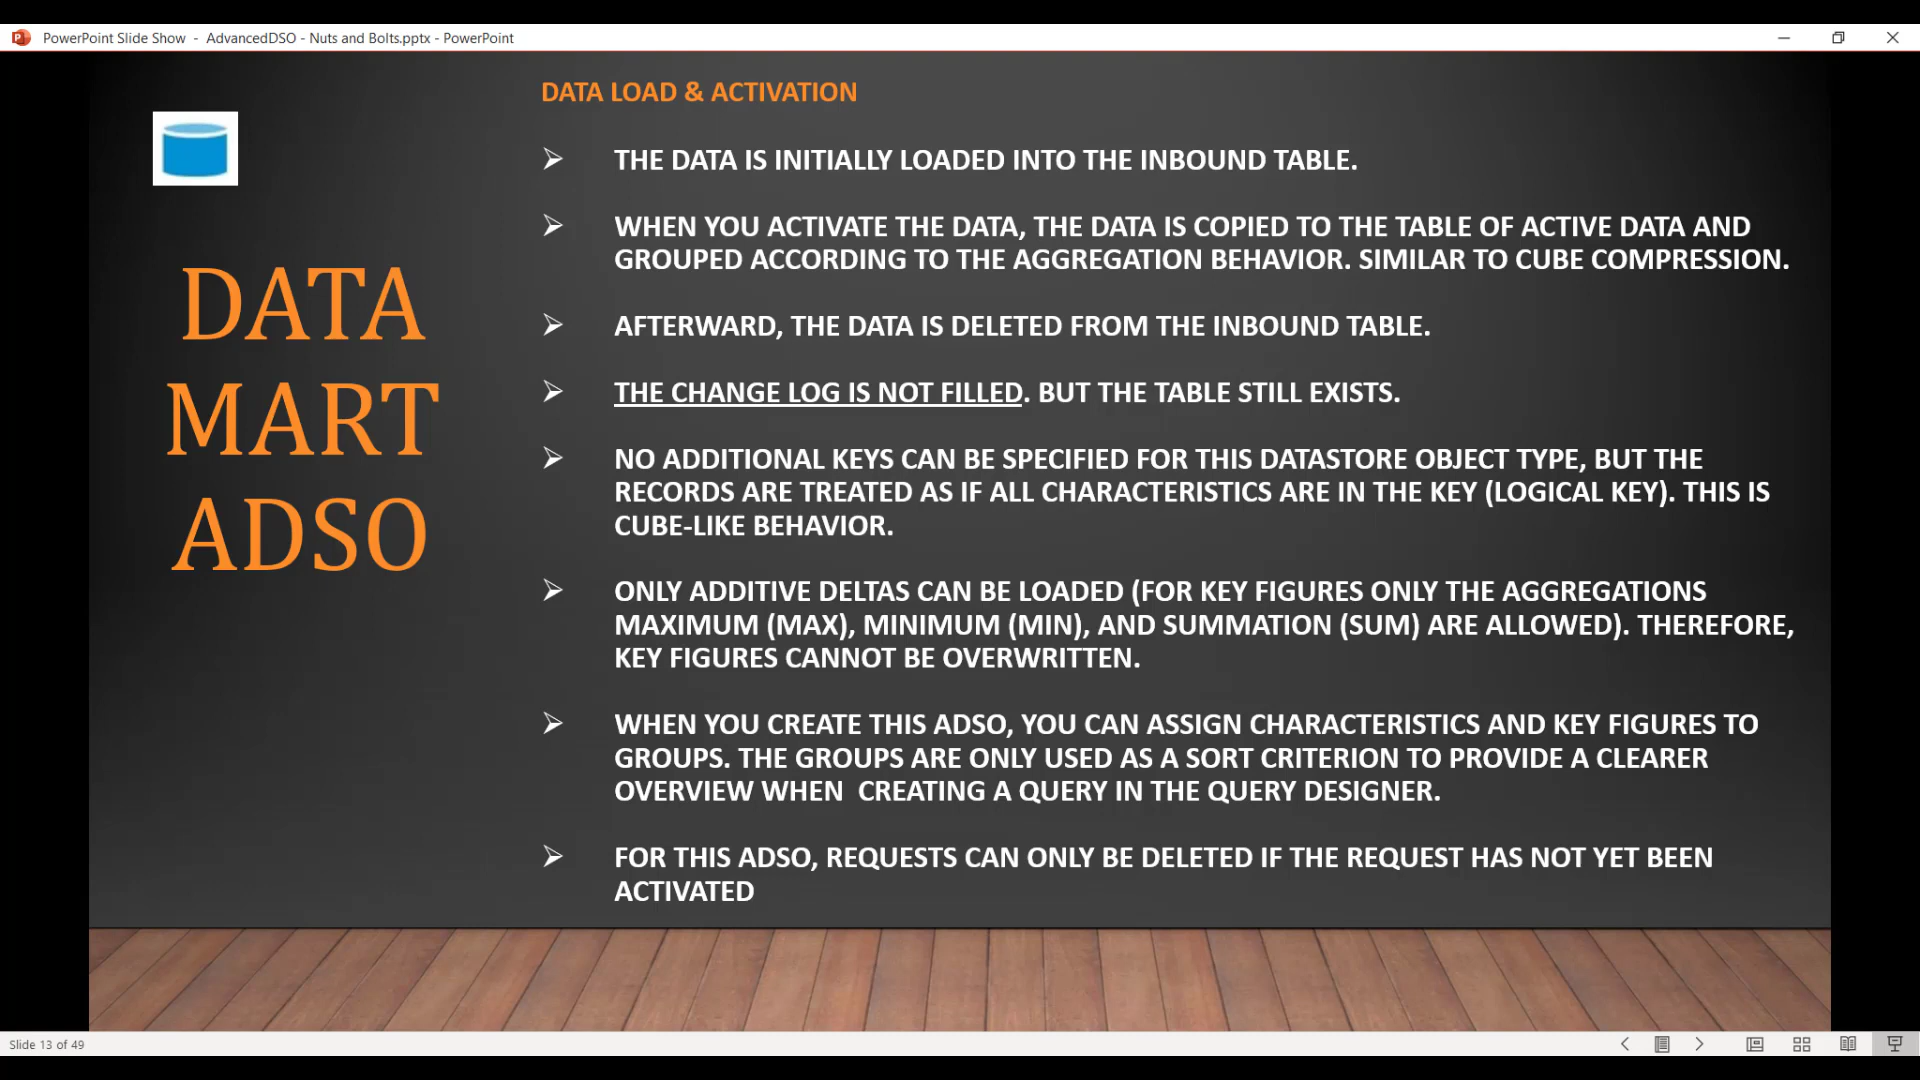 PowerPoint Slide Show - AdvancedDSO - Nuts and Bolts.pptx - PowerPoint
DATA
MART
ADSO
DATA LOAD & ACTIVATION
THE DATA IS INITIALLY LOADED INTO THE INBOUND TABLE.
WHEN YOU ACTIVATE THE DATA, THE DATA IS COPIED TO THE TABLE OF ACTIVE DATA AND
GROUPED ACCORDING TO THE AGGREGATION BEHAVIOR. SIMILAR TO CUBE COMPRESSION.
AFTERWARD, THE DATA IS DELETED FROM THE INBOUND TABLE.
THE CHANGE LOG IS NOT FILLED. BUT THE TABLE STILL EXISTS.
NO ADDITIONAL KEYS CAN BE SPECIFIED FOR THIS DATASTORE OBJECT TYPE, BUT THE
RECORDS ARE TREATED AS IF ALL CHARACTERISTICS ARE IN THE KEY (LOGICAL KEY). THIS IS
CUBE-LIKE BEHAVIOR.
ONLY ADDITIVE DELTAS CAN BE LOADED (FOR KEY FIGURES ONLY THE AGGREGATIONS
MAXIMUM (MAX), MINIMUM (MIN), AND SUMMATION (SUM) ARE ALLOWED). THEREFORE,
KEY FIGURES CANNOT BE OVERWRITTEN.
WHEN YOU CREATE THIS ADSO, YOU CAN ASSIGN CHARACTERISTICS AND KEY FIGURES TO
GROUPS. THE GROUPS ARE ONLY USED AS A SORT CRITERION TO PROVIDE A CLEARER
OVERVIEW WHEN  CREATING A QUERY IN THE QUERY DESIGNER.
FOR THIS ADSO, REQUESTS CAN ONLY BE DELETED IF THE REQUEST HAS NOT YET BEEN
ACTIVATED
Slide 13 of 49